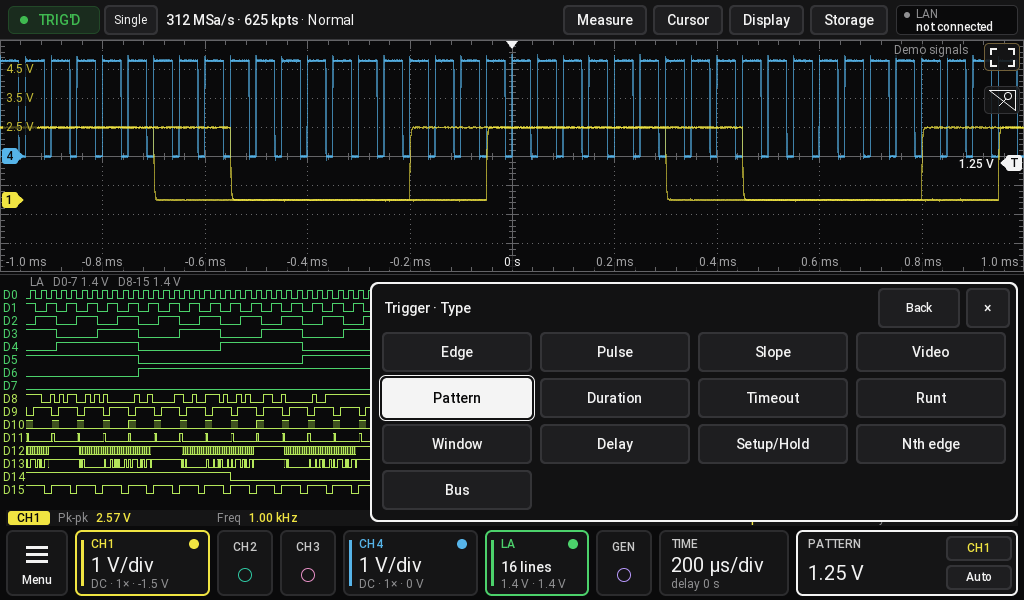 TRIG'D
Single
312 MSa/s · 625 kpts · Normal
Measure
Cursor
Display
Storage
LAN
not connected
Demo signals
4.5 V
3.5 V
2.5 V
4
1.25 V
T
1
-1.0 ms
-0.8 ms
-0.6 ms
-0.4 ms
-0.2 ms
0 s
0.2 ms
0.4 ms
0.6 ms
0.8 ms
1.0 ms
LA D0-7 1.4 V D8-15 1.4 V
D0
D1
D2
D3
D4
D5
D6
D7
D8
D9
D10
D11
D12
D13
D14
D15
Trigger · Type
Back
×
Edge
Pulse
Slope
Video
Pattern
Duration
Timeout
Runt
Window
Delay
Setup/Hold
Nth edge
Bus
CH1 Pk-pk 2.57 V Freq 1.00 kHz
Menu
CH1
1 V/div
DC · 1× · -1.5 V
CH2
CH3
CH4
1 V/div
DC · 1× · 0 V
LA
16 lines
1.4 V · 1.4 V
GEN
TIME
200 µs/div
delay 0 s
PATTERN
1.25 V
CH1
Auto